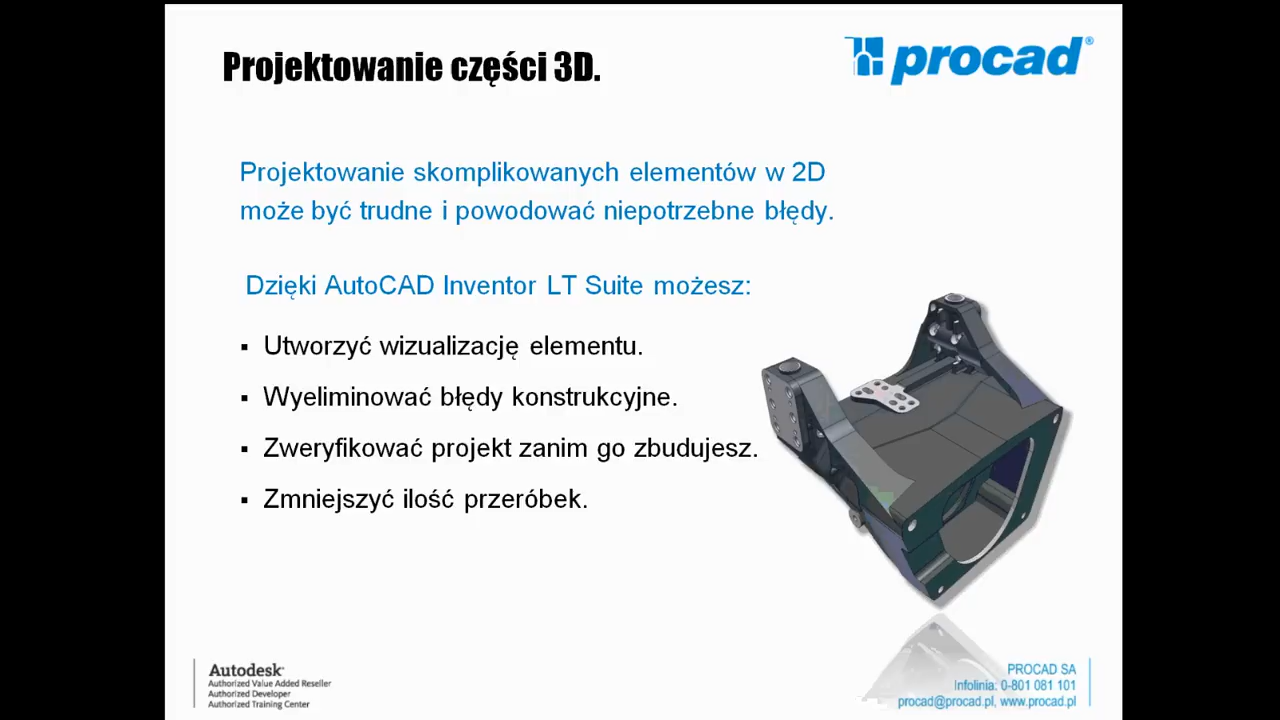 Projektowanie części 3D.
procad®
Projektowanie skomplikowanych elementów w 2D
może być trudne i powodować niepotrzebne błędy.
Dzięki AutoCAD Inventor LT Suite możesz:
▪ Utworzyć wizualizację elementu.
▪ Wyeliminować błędy konstrukcyjne.
▪ Zweryfikować projekt zanim go zbudujesz.
▪ Zmniejszyć ilość przeróbek.
Autodesk
Authorized Value Added Reseller
Authorized Developer
Authorized Training Center
PROCAD SA
Infolinia: 0-801 081 101
procad@procad.pl, www.procad.pl